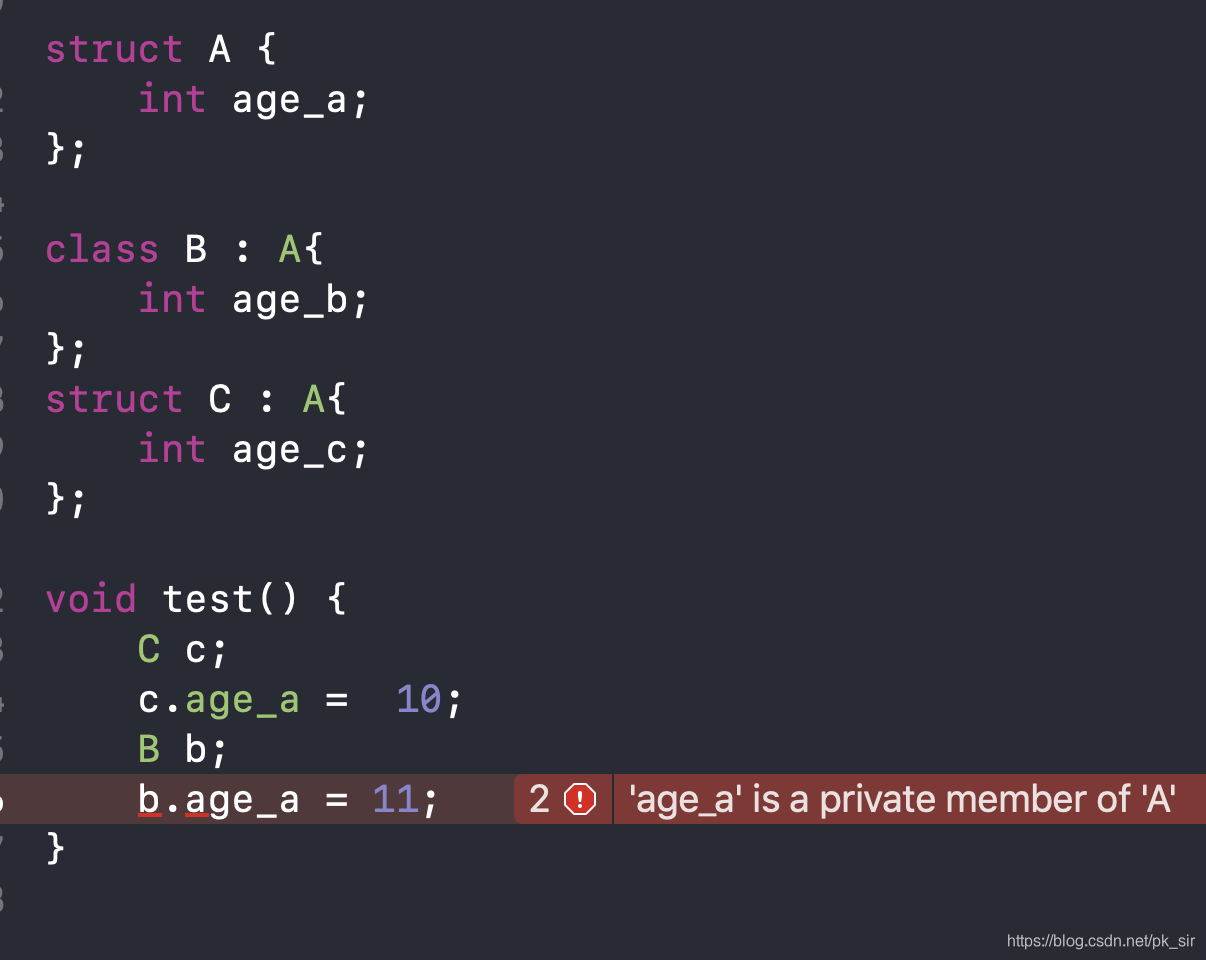 struct A {
    int age_a;
};
class B : A{
    int age_b;
};
struct C : A{
    int age_c;
};
void test() {
    C c;
    c.age_a =  10;
    B b;
    b.age_a = 11; 2 'age_a' is a private member of 'A'
}
https://blog.csdn.net/pk_sir